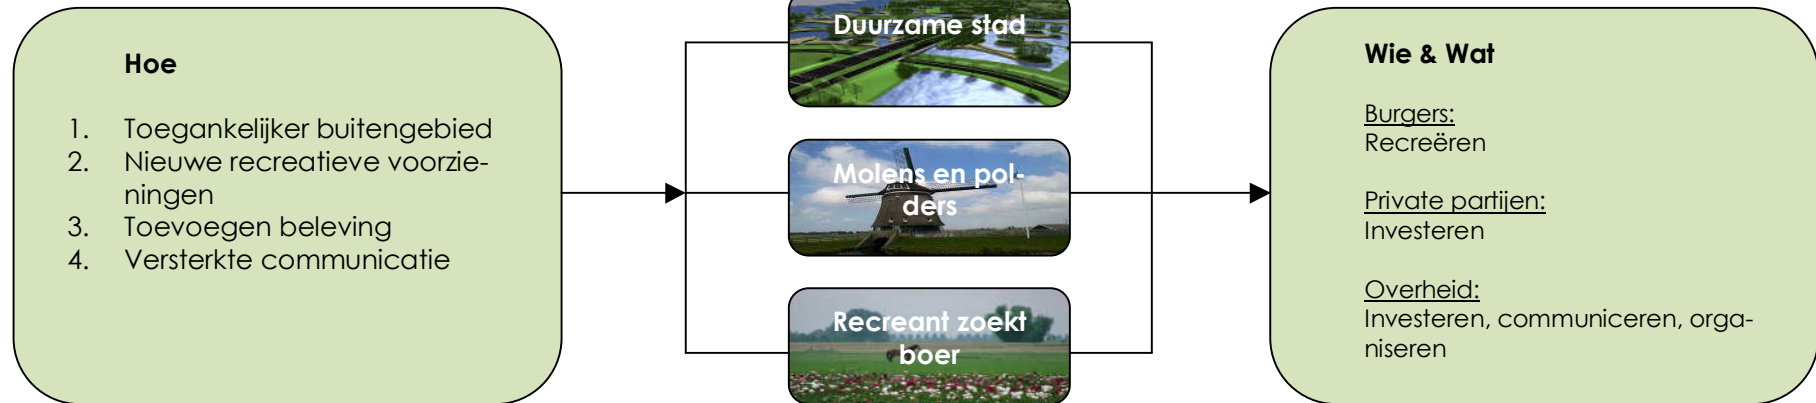 Hoe
1. Toegankelijker buitengebied
2. Nieuwe recreatieve voorzie-
ningen
3. Toevoegen beleving
4. Versterkte communicatie
Duurzame stad
Molens en pol-
ders
Recreant zoekt
boer
Wie & Wat
Burgers:
Recreëren
Private partijen:
Investeren
Overheid:
Investeren, communiceren, orga-
niseren